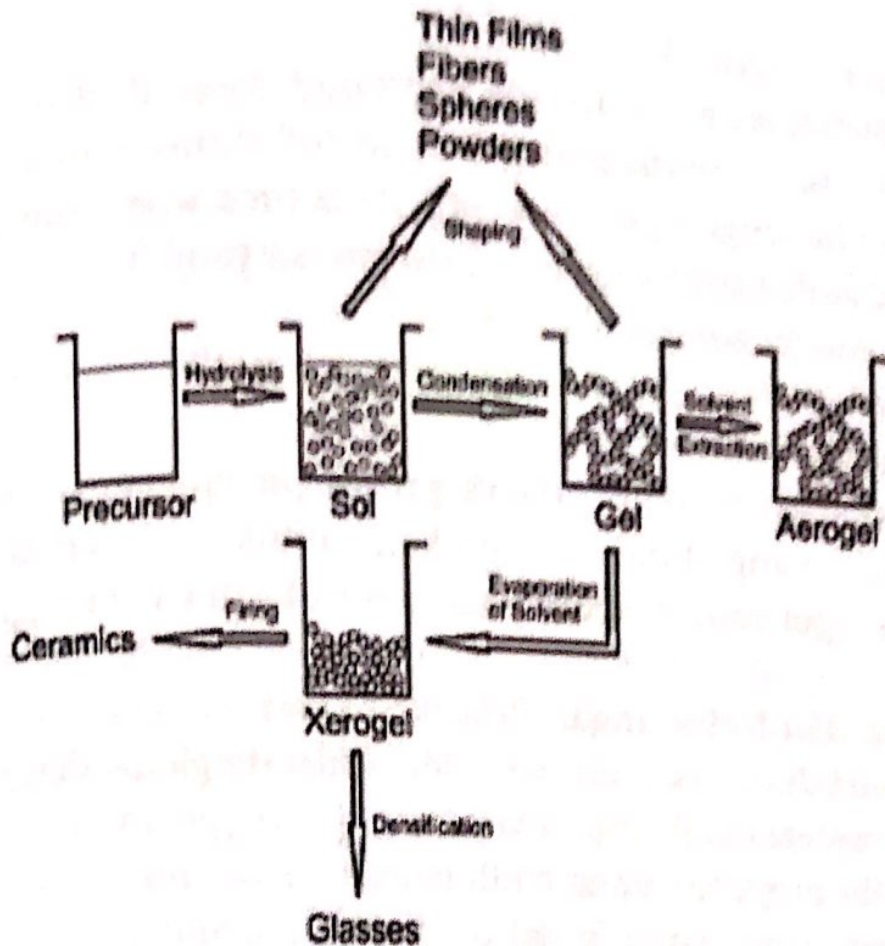 Thin Films
Fibers
Spheres
Powders
Shaping
Hydrolysis
Condensation
Solvent
Extraction
Precursor
Sol
Gel
Aerogel
Evaporation
of Solvent
Firing
Ceramics
Xerogel
Densification
Glasses